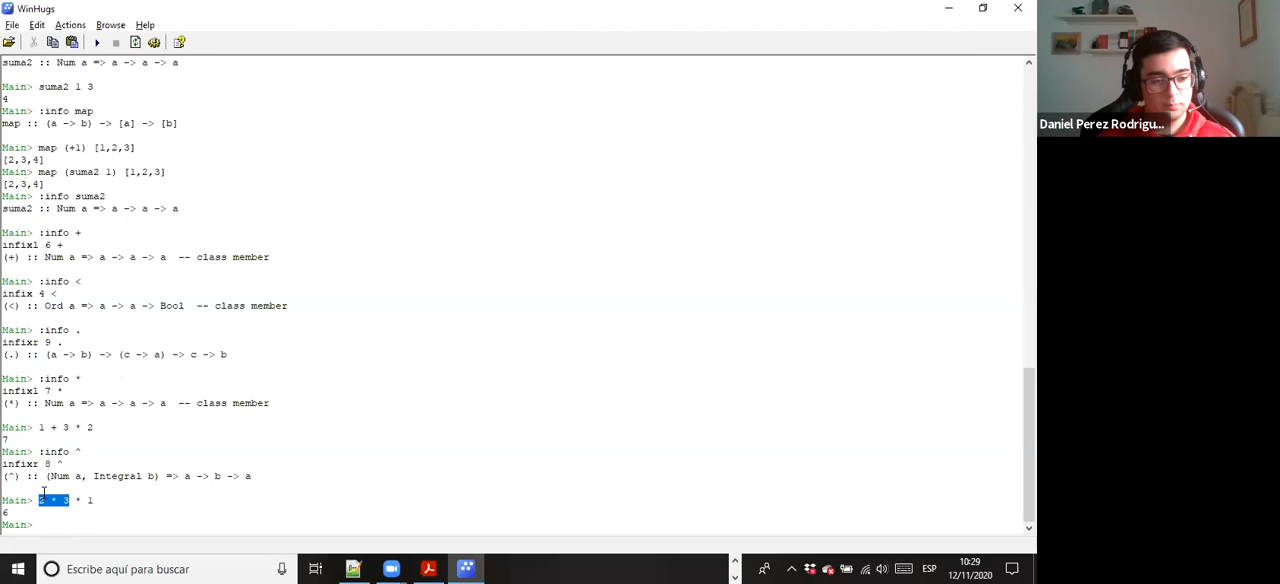 WinHugs
File Edit Actions Browse Help
suma2 :: Num a => a -> a -> a
Main> suma2 1 3
4
Main> :info map
map :: (a -> b) -> [a] -> [b]
Main> map (+1) [1,2,3]
[2,3,4]
Main> map (suma2 1) [1,2,3]
[2,3,4]
Main> :info suma2
suma2 :: Num a => a -> a -> a
Main> :info +
infixl 6 +
(+) :: Num a => a -> a -> a  -- class member
Main> :info <
infix 4 <
(<) :: Ord a => a -> a -> Bool  -- class member
Main> :info .
infixr 9 .
(.) :: (a -> b) -> (c -> a) -> c -> b
Main> :info *
infixl 7 *
(*) :: Num a => a -> a -> a  -- class member
Main> 1 + 3 * 2
7
Main> :info ^
infixr 8 ^
(^) :: (Num a, Integral b) => a -> b -> a
Main> 2 * 3 * 1
6
Main>
Daniel Perez Rodrigu...
Escribe aquí para buscar
ESP
10:29
12/11/2020